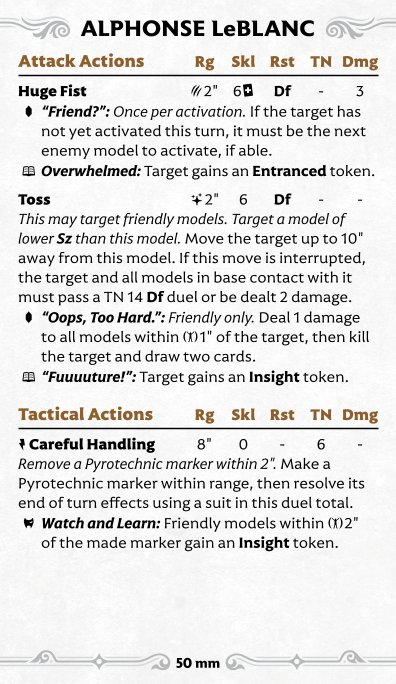 ALPHONSE LeBLANC
Attack Actions Rg Skl Rst TN Dmg
Huge Fist 2" 6 Df - 3
"Friend?": Once per activation. If the target has
not yet activated this turn, it must be the next
enemy model to activate, if able.
Overwhelmed: Target gains an Entranced token.
Toss 2" 6 Df - -
This may target friendly models. Target a model of
lower Sz than this model. Move the target up to 10"
away from this model. If this move is interrupted,
the target and all models in base contact with it
must pass a TN 14 Df duel or be dealt 2 damage.
"Oops, Too Hard.": Friendly only. Deal 1 damage
to all models within 1" of the target, then kill
the target and draw two cards.
"Fuuuuture!": Target gains an Insight token.
Tactical Actions Rg Skl Rst TN Dmg
Careful Handling 8" 0 - 6 -
Remove a Pyrotechnic marker within 2". Make a
Pyrotechnic marker within range, then resolve its
end of turn effects using a suit in this duel total.
Watch and Learn: Friendly models within 2"
of the made marker gain an Insight token.
50 mm